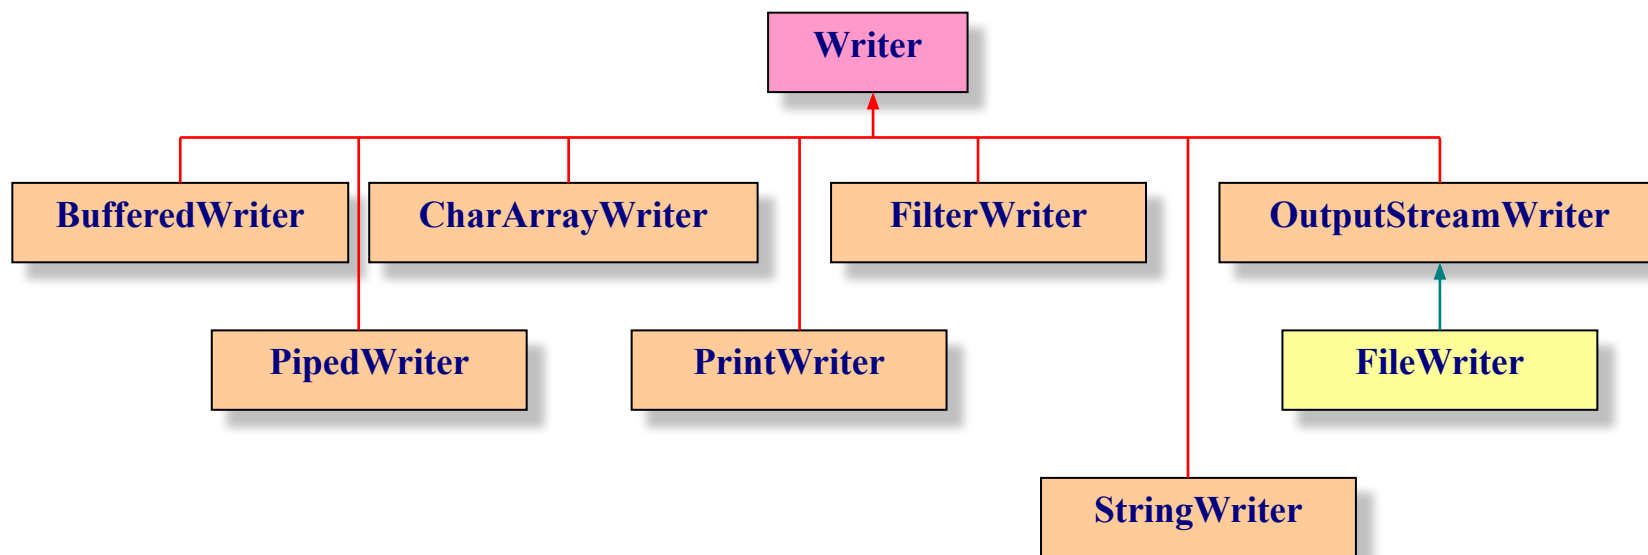 Writer
BufferedWriter
CharArrayWriter
FilterWriter
OutputStreamWriter
PipedWriter
PrintWriter
FileWriter
StringWriter